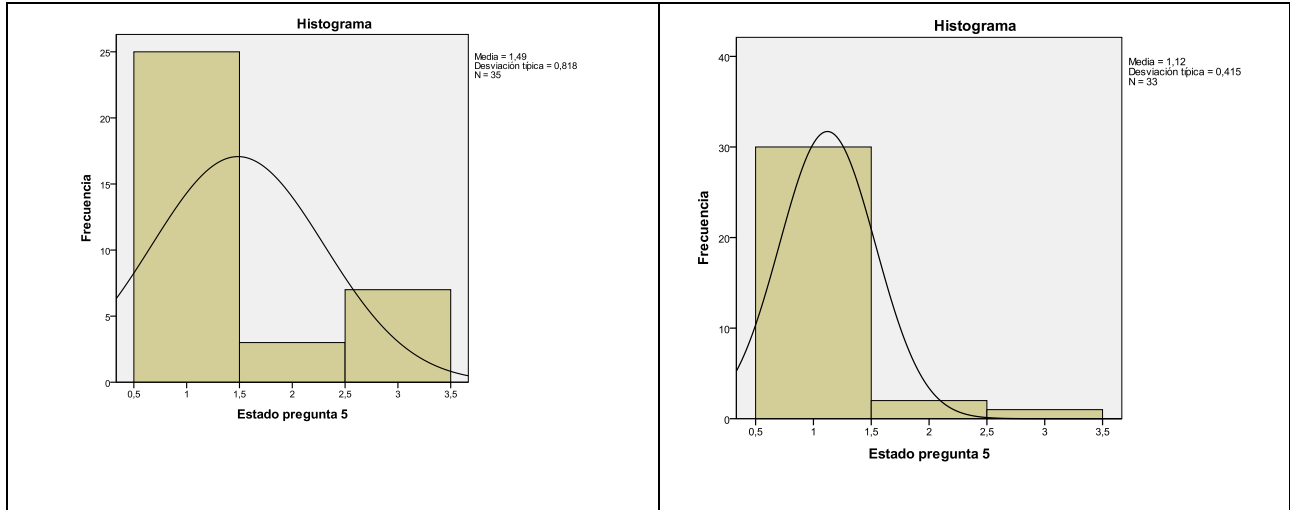 Histograma
Media = 1,49
Desviación típica = 0,818
N = 35
Frecuencia
25
20
15
10
5
0
0,5 1 1,5 2 2,5 3 3,5
Estado pregunta 5
Histograma
Media = 1,12
Desviación típica = 0,415
N = 33
Frecuencia
40
30
20
10
0
0,5 1 1,5 2 2,5 3 3,5
Estado pregunta 5